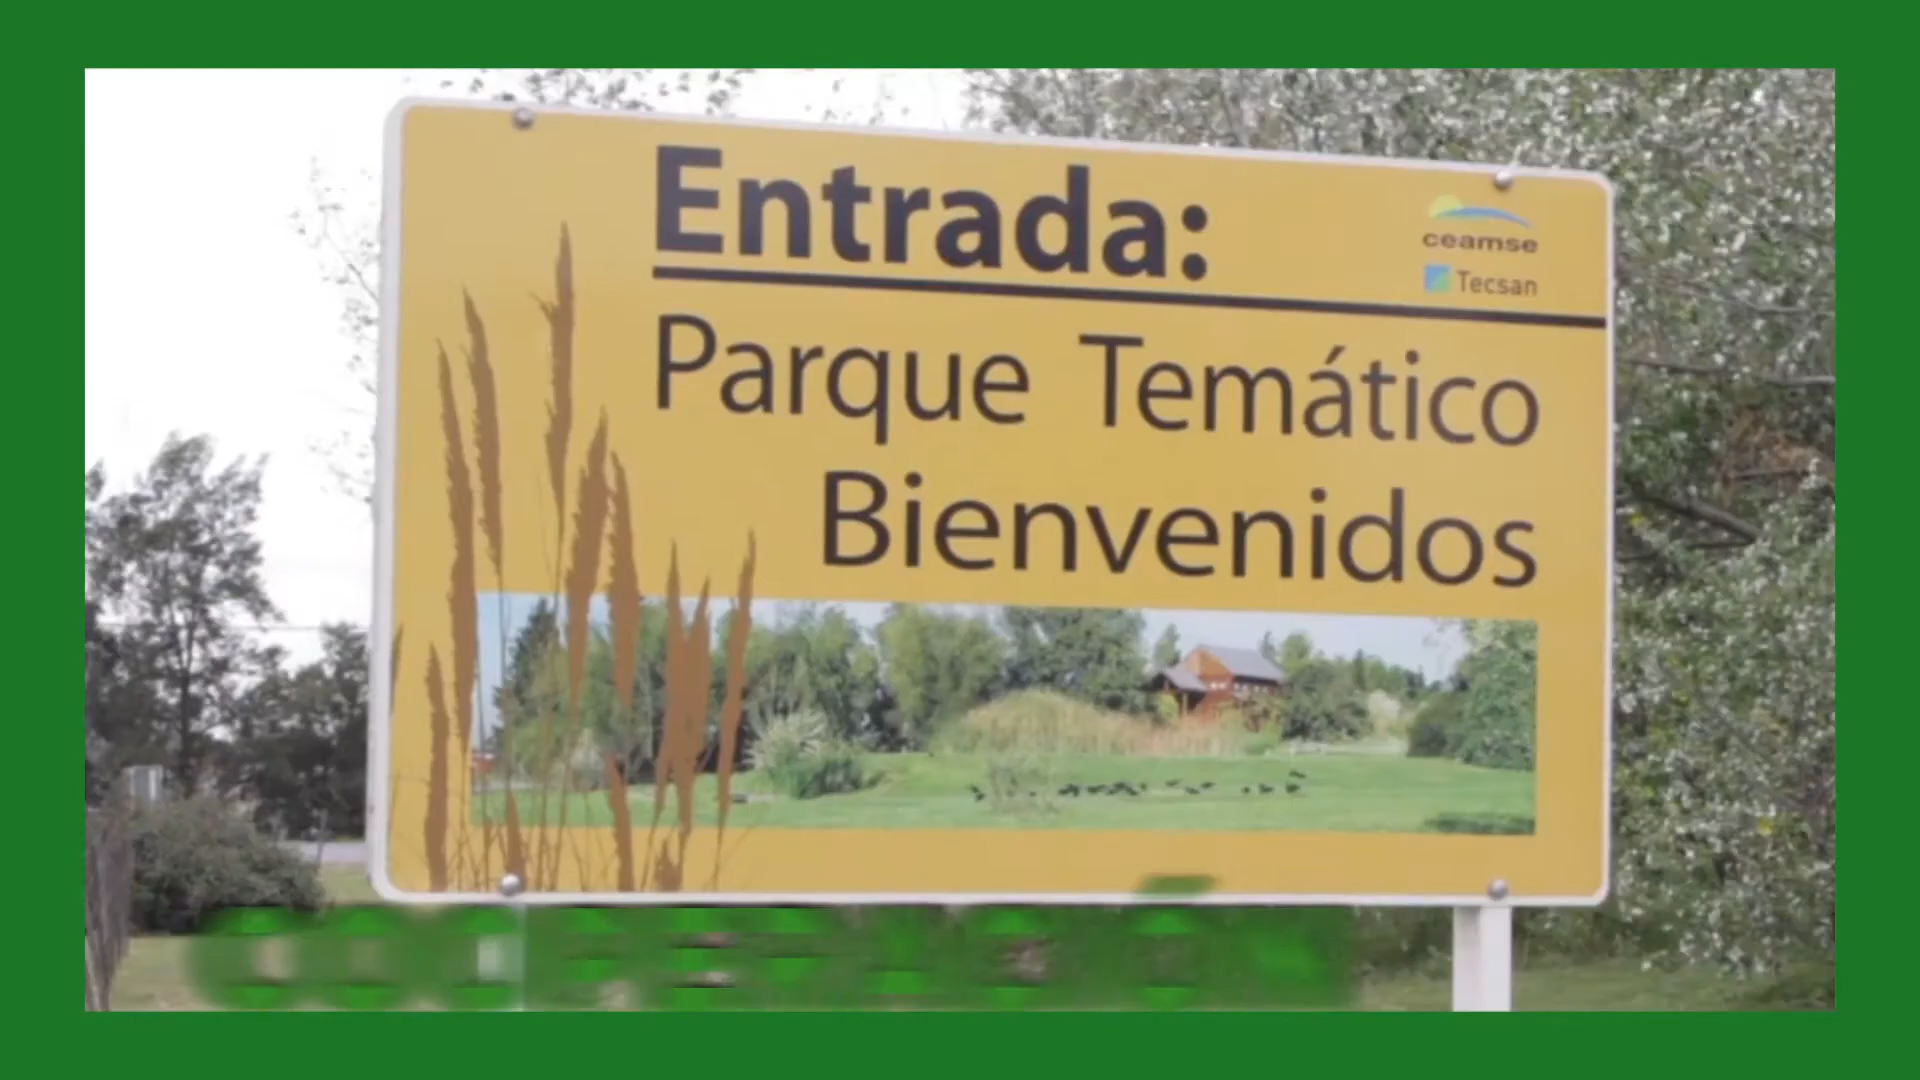 Entrada:
ceamse
Tecsan
Parque Temático
Bienvenidos